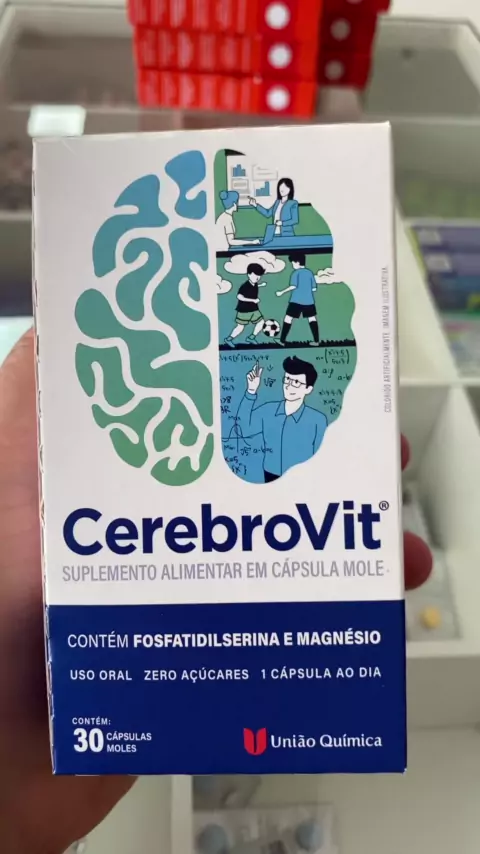 COLORIDO ARTIFICIALMENTE. IMAGEM ILUSTRATIVA.
CerebroVit®
SUPLEMENTO ALIMENTAR EM CÁPSULA MOLE
CONTÉM FOSFATIDILSERINA E MAGNÉSIO
USO ORAL ZERO AÇÚCARES 1 CÁPSULA AO DIA
CONTÉM:
30 CÁPSULAS
MOLES
União Química